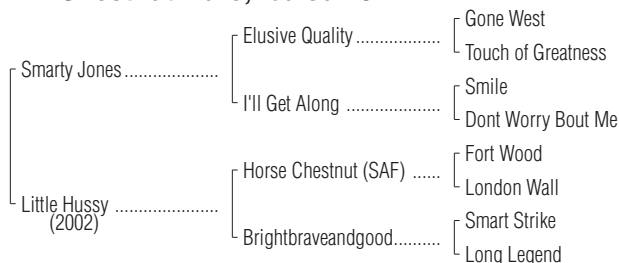 Gone West
Elusive Quality ..................
Touch of Greatness
Smarty Jones ....................
Smile
I'll Get Along ....................
Dont Worry Bout Me
Fort Wood
Horse Chestnut (SAF) ......
London Wall
Little Hussy ......................
(2002)
Smart Strike
Brightbraveandgood..........
Long Legend